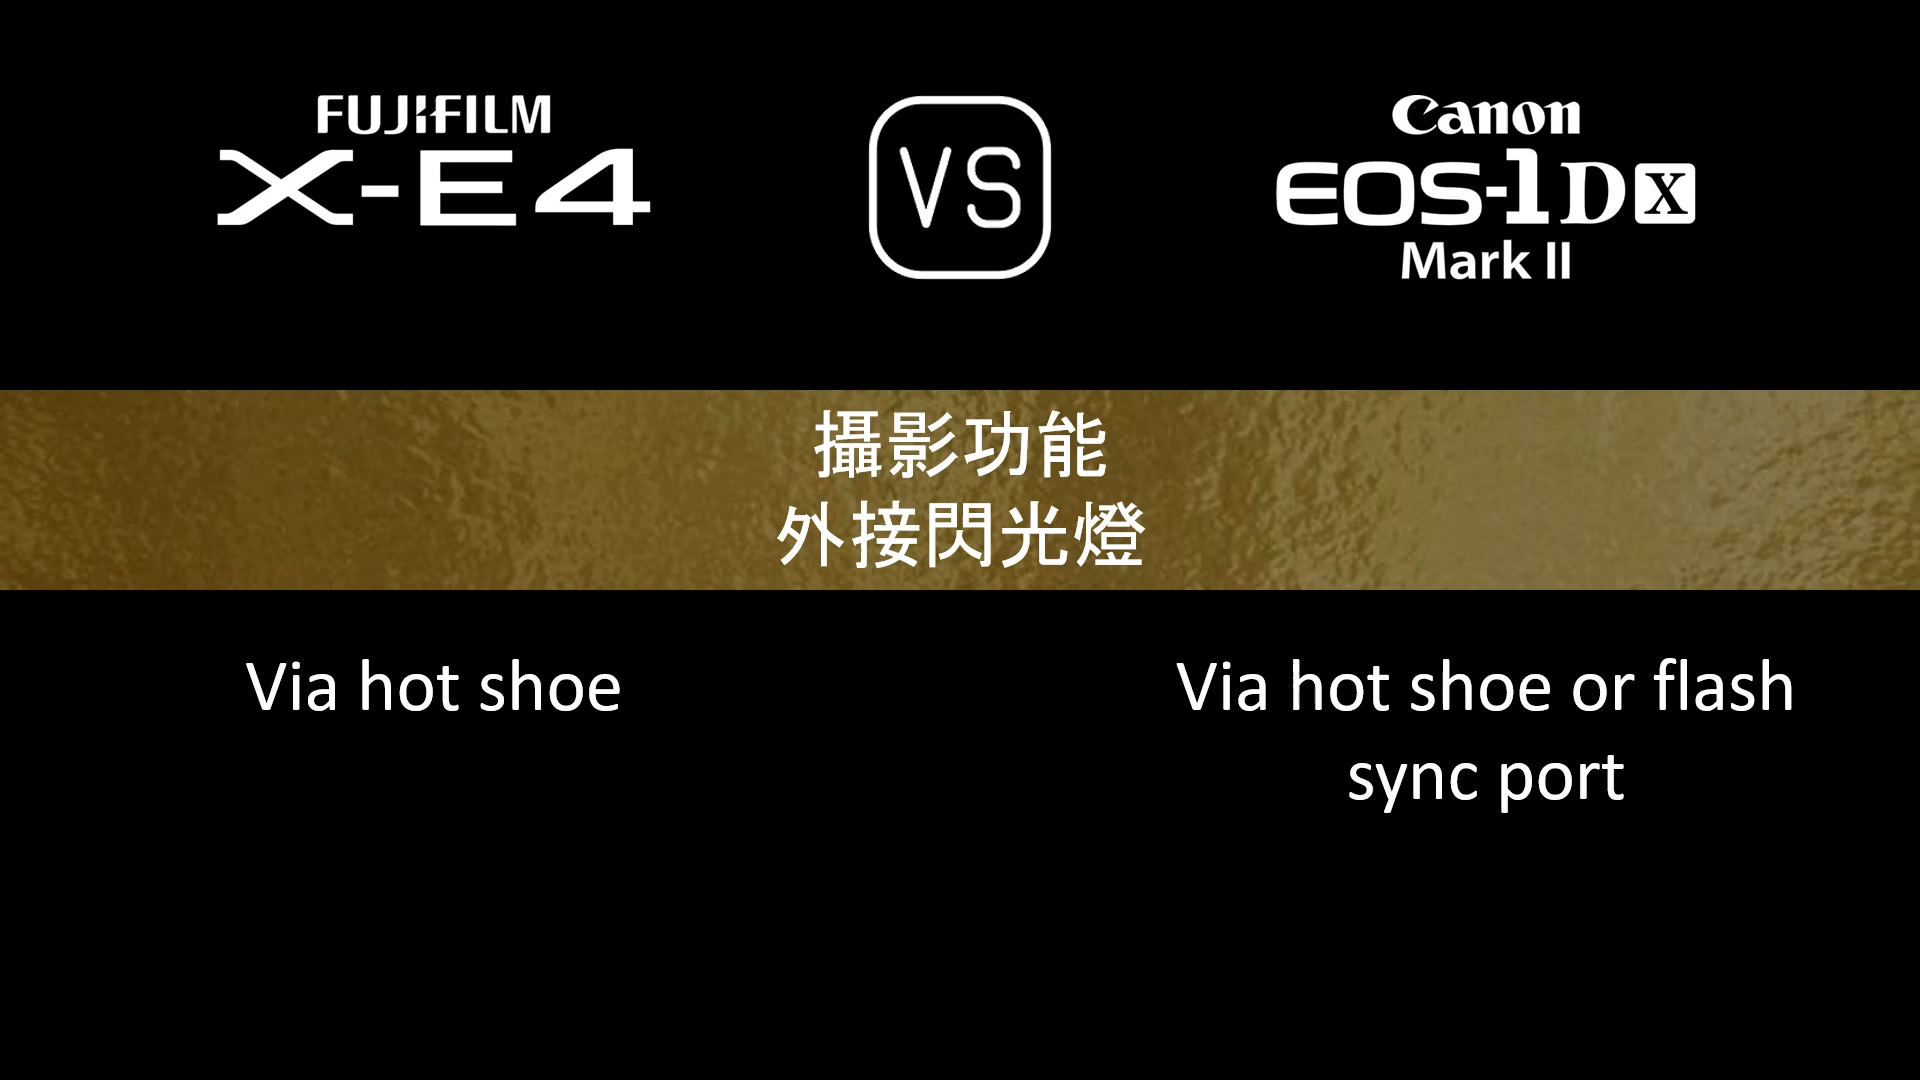 FUJIFILM
X-E4
VS
Canon
EOS-1DX
Mark II
攝影功能
外接閃光燈
Via hot shoe
Via hot shoe or flash
sync port